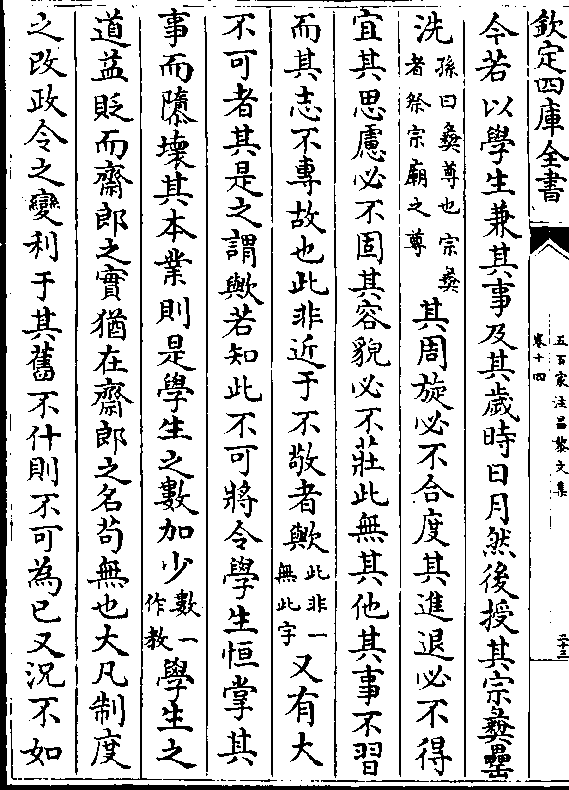 欽定四庫全書
五百家注昌黎文集
卷十四
二十三
今若以學生兼其事及其歲時日月然後授其宗彝罍
洗孫曰彝尊也宗彝者祭宗廟之尊其周旋必不合度其進退必不得
宜其思慮必不固其容貌必不莊此無其他其事不習
而其志不專故也此非近于不敬者歟此非一無此字又有大
不可者其是之謂歟若知此不可將令學生恒掌其
事而隳壞其本業則是學生之數加少數一作教學生之
道益貶而齋郎之實猶在齋郎之名苟無也大凡制度
之改政令之變利于其舊不什則不可為已又況不如